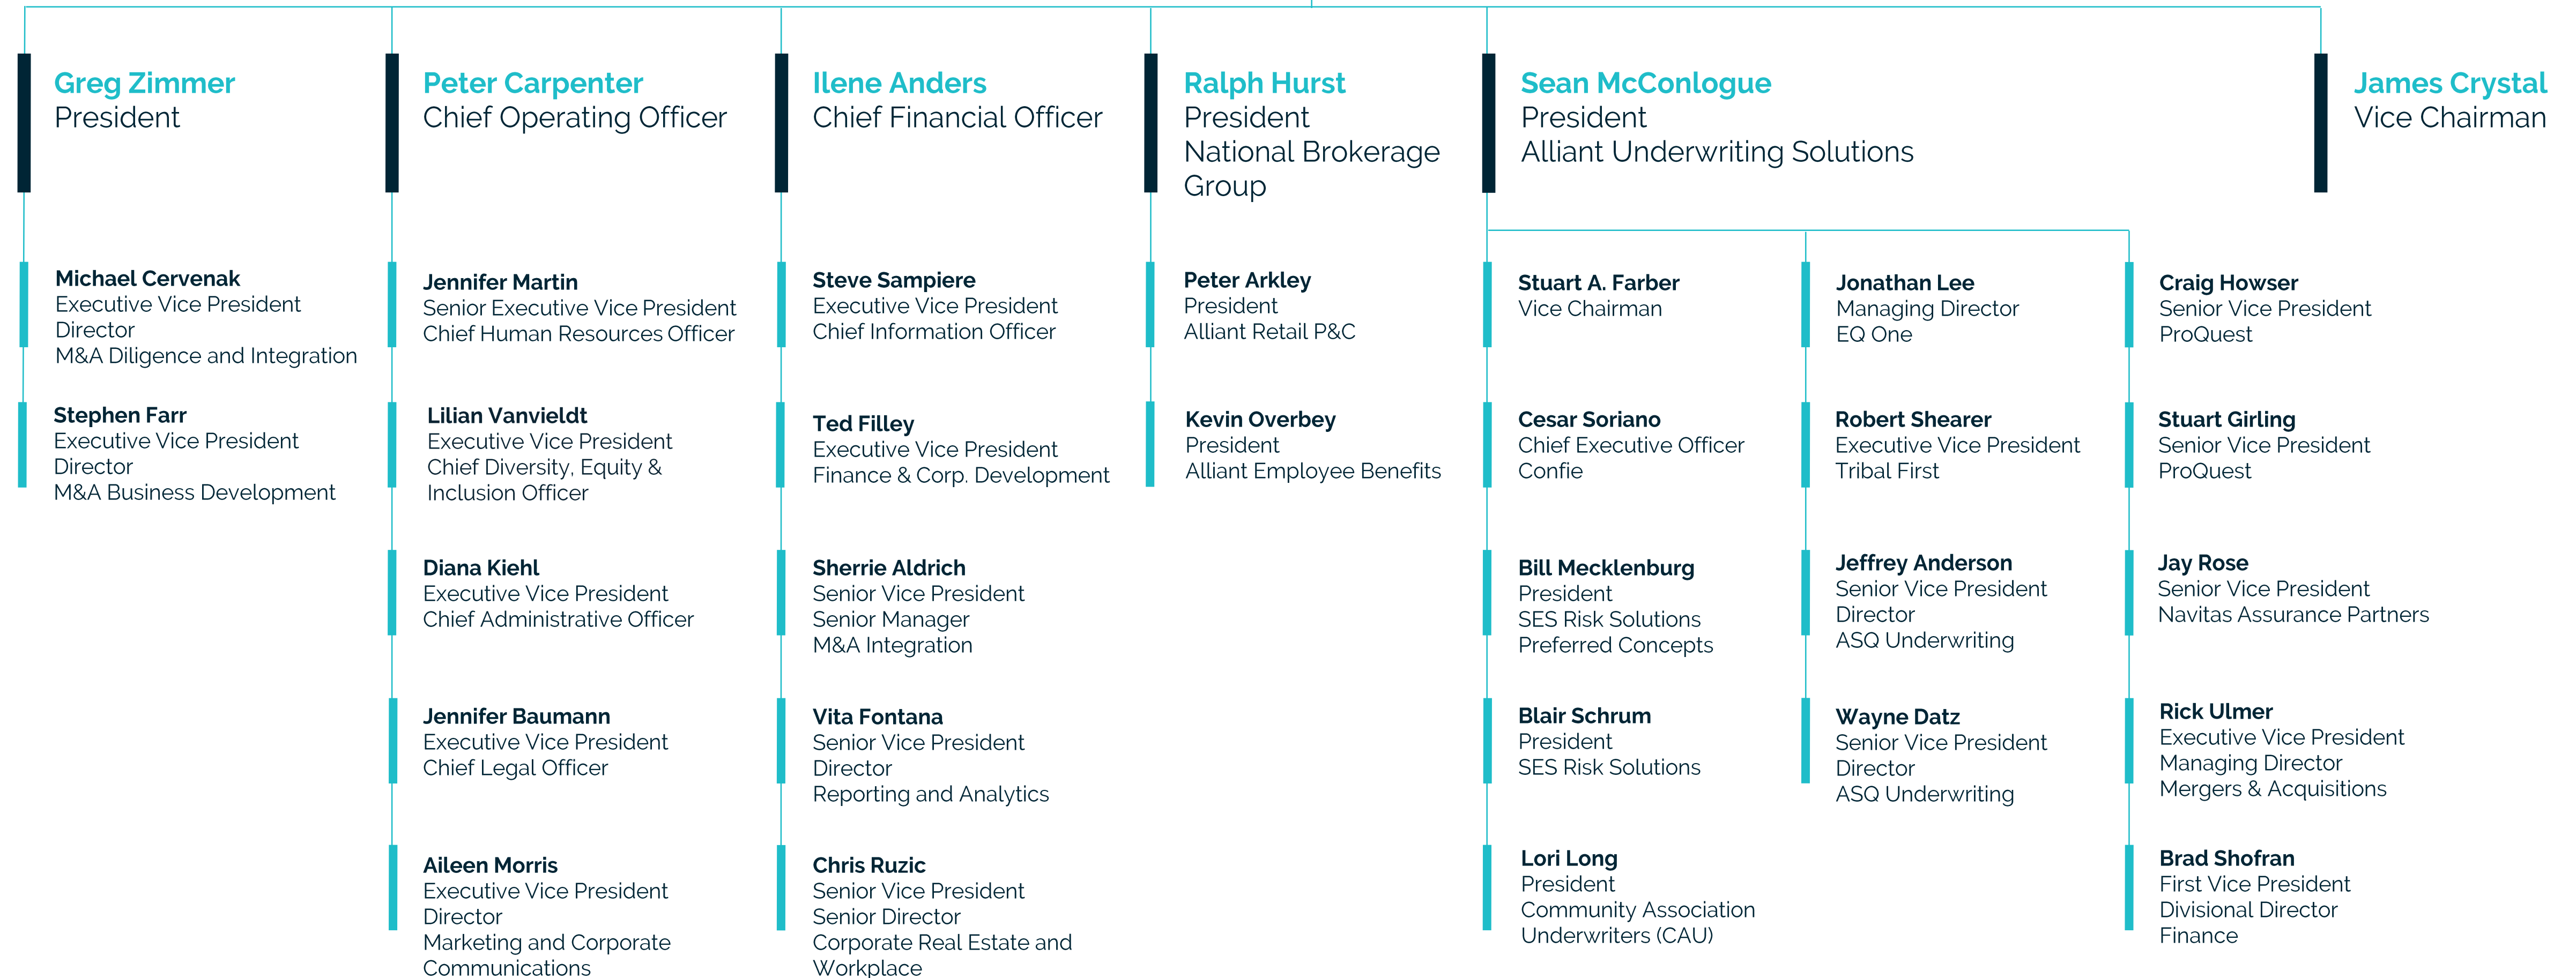 Greg Zimmer
President
Michael Cervenak
Executive Vice President
Director
M&A Diligence and Integration
Stephen Farr
Executive Vice President
Director
M&A Business Development
Peter Carpenter
Chief Operating Officer
Jennifer Martin
Senior Executive Vice President
Chief Human Resources Officer
Lilian Vanvieldt
Executive Vice President
Chief Diversity, Equity &
Inclusion Officer
Diana Kiehl
Executive Vice President
Chief Administrative Officer
Jennifer Baumann
Executive Vice President
Chief Legal Officer
Aileen Morris
Executive Vice President
Director
Marketing and Corporate
Communications
Ilene Anders
Chief Financial Officer
Steve Sampiere
Executive Vice President
Chief Information Officer
Ted Filley
Executive Vice President
Finance & Corp. Development
Sherrie Aldrich
Senior Vice President
Senior Manager
M&A Integration
Vita Fontana
Senior Vice President
Director
Reporting and Analytics
Chris Ruzic
Senior Vice President
Senior Director
Corporate Real Estate and
Workplace
Ralph Hurst
President
National Brokerage
Group
Peter Arkley
President
Alliant Retail P&C
Kevin Overbey
President
Alliant Employee Benefits
Sean McConlogue
President
Alliant Underwriting Solutions
Stuart A. Farber
Vice Chairman
Cesar Soriano
Chief Executive Officer
Confie
Bill Mecklenburg
President
SES Risk Solutions
Preferred Concepts
Blair Schrum
President
SES Risk Solutions
Lori Long
President
Community Association
Underwriters (CAU)
Jonathan Lee
Managing Director
EQ One
Robert Shearer
Executive Vice President
Tribal First
Jeffrey Anderson
Senior Vice President
Director
ASQ Underwriting
Wayne Datz
Senior Vice President
Director
ASQ Underwriting
Craig Howser
Senior Vice President
ProQuest
Stuart Girling
Senior Vice President
ProQuest
Jay Rose
Senior Vice President
Navitas Assurance Partners
Rick Ulmer
Executive Vice President
Managing Director
Mergers & Acquisitions
Brad Shofran
First Vice President
Divisional Director
Finance
James Crystal
Vice Chairman